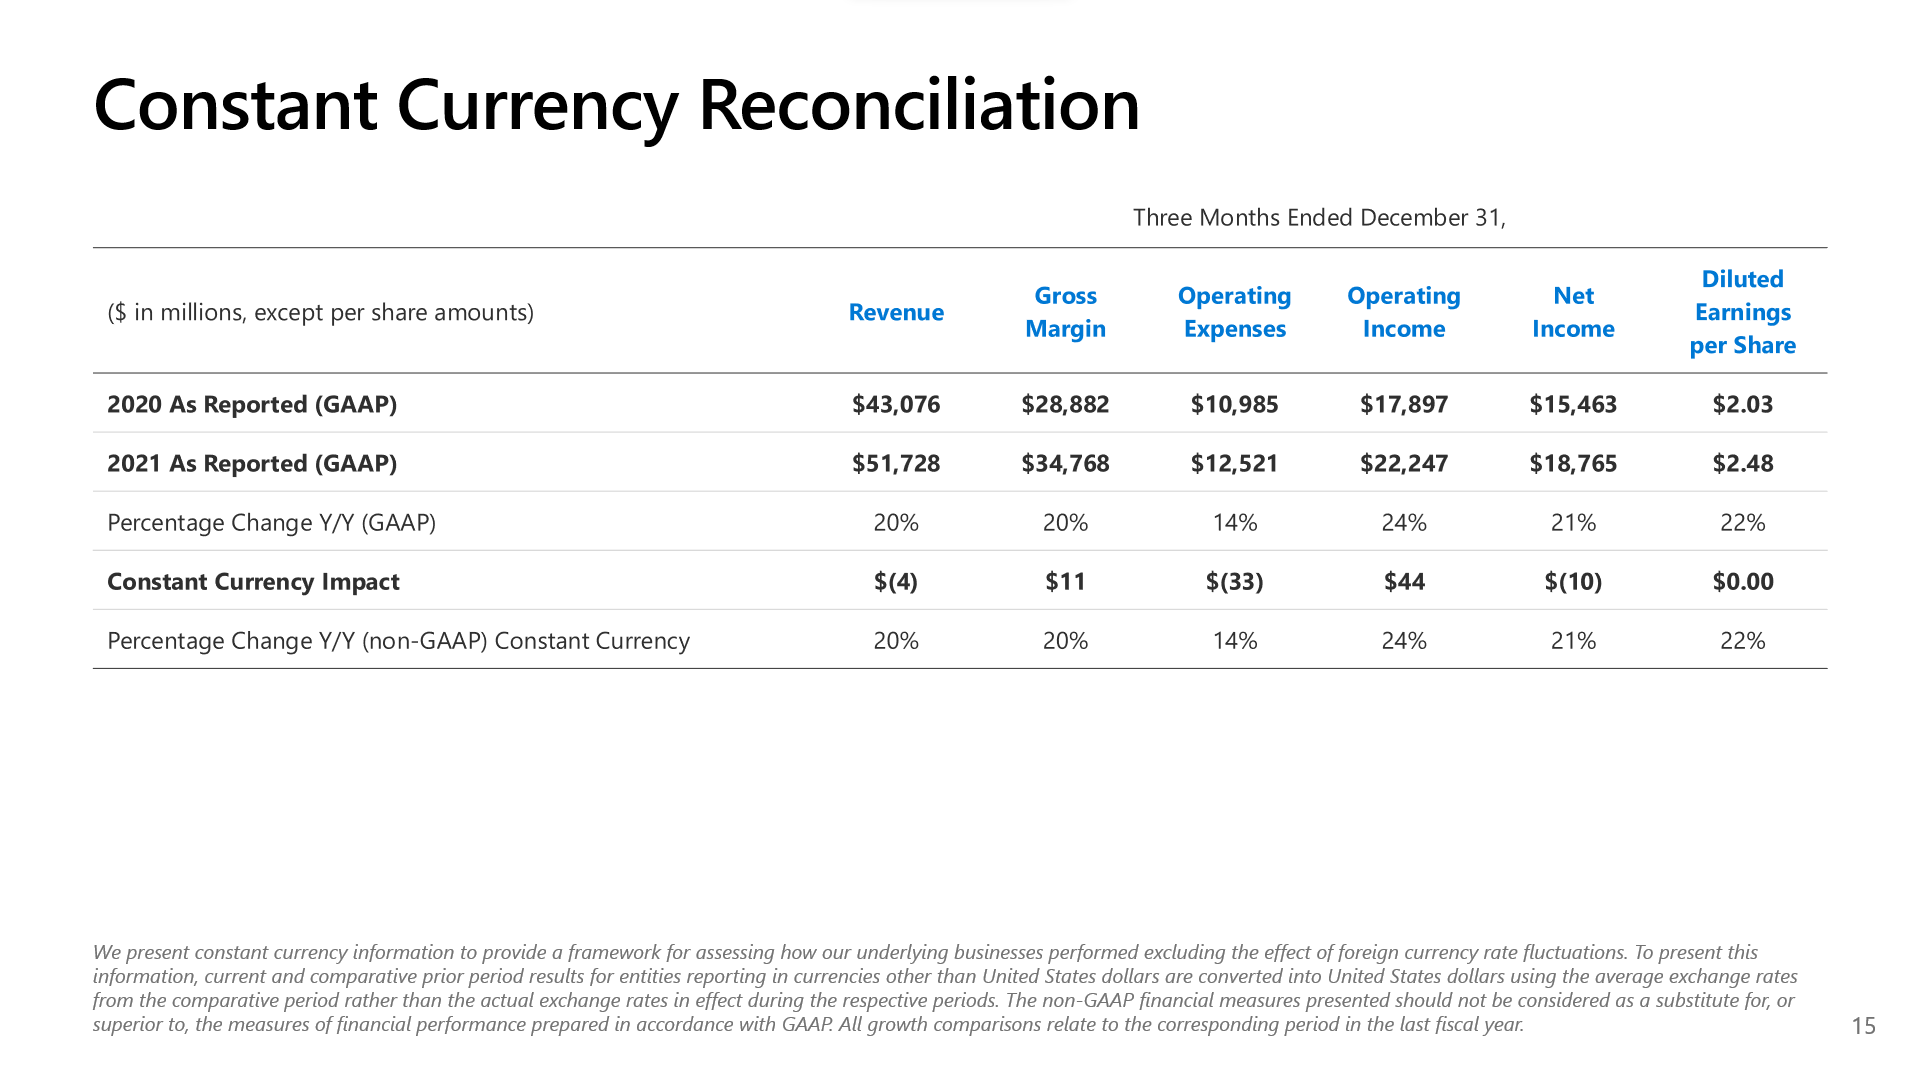 Constant Currency Reconciliation
Three Months Ended December 31,
($ in millions, except per share amounts) Revenue Gross Margin Operating Expenses Operating Income Net Income Diluted Earnings per Share
2020 As Reported (GAAP) $43,076 $28,882 $10,985 $17,897 $15,463 $2.03
2021 As Reported (GAAP) $51,728 $34,768 $12,521 $22,247 $18,765 $2.48
Percentage Change Y/Y (GAAP) 20% 20% 14% 24% 21% 22%
Constant Currency Impact $(4) $11 $(33) $44 $(10) $0.00
Percentage Change Y/Y (non-GAAP) Constant Currency 20% 20% 14% 24% 21% 22%
We present constant currency information to provide a framework for assessing how our underlying businesses performed excluding the effect of foreign currency rate fluctuations. To present this
information, current and comparative prior period results for entities reporting in currencies other than United States dollars are converted into United States dollars using the average exchange rates
from the comparative period rather than the actual exchange rates in effect during the respective periods. The non-GAAP financial measures presented should not be considered as a substitute for, or
superior to, the measures of financial performance prepared in accordance with GAAP. All growth comparisons relate to the corresponding period in the last fiscal year.
15